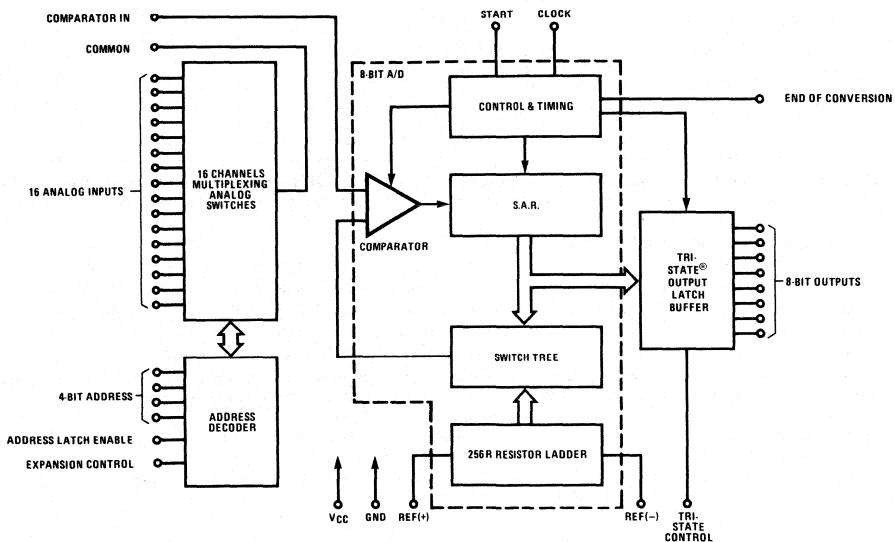 START CLOCK
COMPARATOR IN
COMMON
8-BIT A/D
CONTROL & TIMING
END OF CONVERSION
16 ANALOG INPUTS
16 CHANNELS
MULTIPLEXING
ANALOG
SWITCHES
S.A.R.
COMPARATOR
TRI-
STATE®
OUTPUT
LATCH
BUFFER
8-BIT OUTPUTS
SWITCH TREE
4-BIT ADDRESS
ADDRESS
DECODER
ADDRESS LATCH ENABLE
EXPANSION CONTROL
256R RESISTOR LADDER
VCC GND REF(+) REF(−)
TRI-
STATE
CONTROL